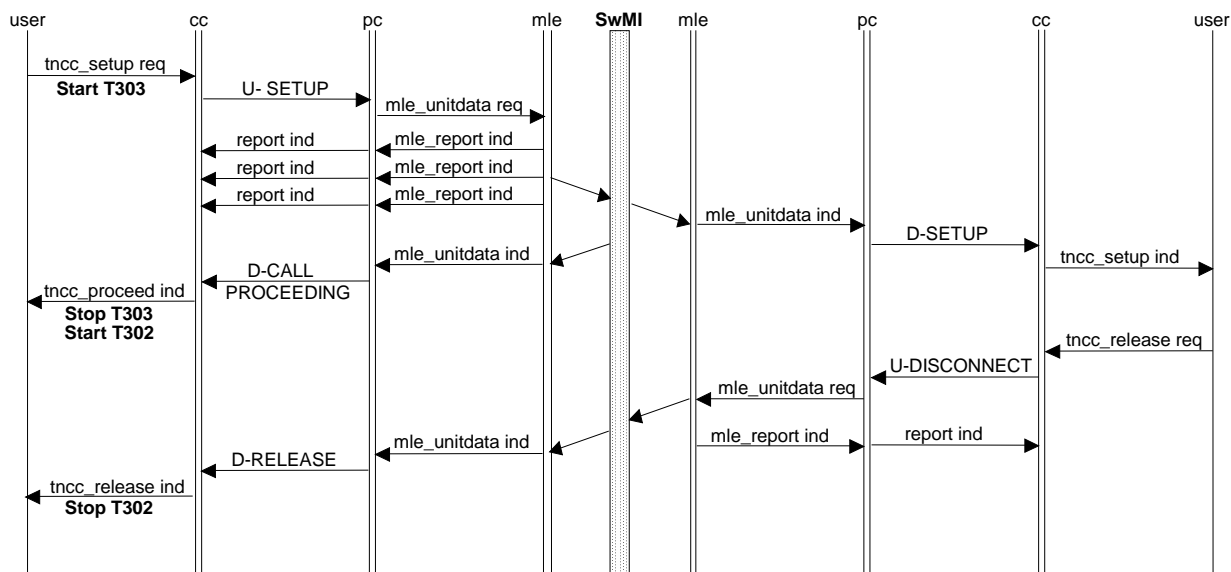 user cc pc mle SwMI mle pc cc user
tncc_setup req
Start T303
U- SETUP
mle_unitdata req
report ind mle_report ind
report ind mle_report ind
report ind mle_report ind
mle_unitdata ind
D-SETUP
tncc_setup ind
mle_unitdata ind
D-CALL
PROCEEDING
tncc_proceed ind
Stop T303
Start T302
tncc_release req
U-DISCONNECT
mle_unitdata req
mle_report ind report ind
mle_unitdata ind
D-RELEASE
tncc_release ind
Stop T302